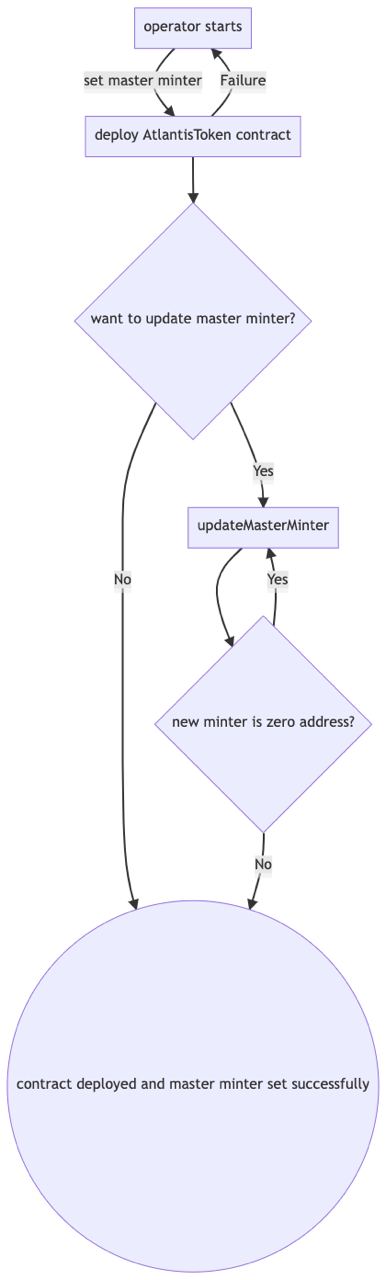 operator starts
set master minter
Failure
deploy AtlantisToken contract
want to update master minter?
Yes
updateMasterMinter
No
Yes
new minter is zero address?
No
contract deployed and master minter set successfully